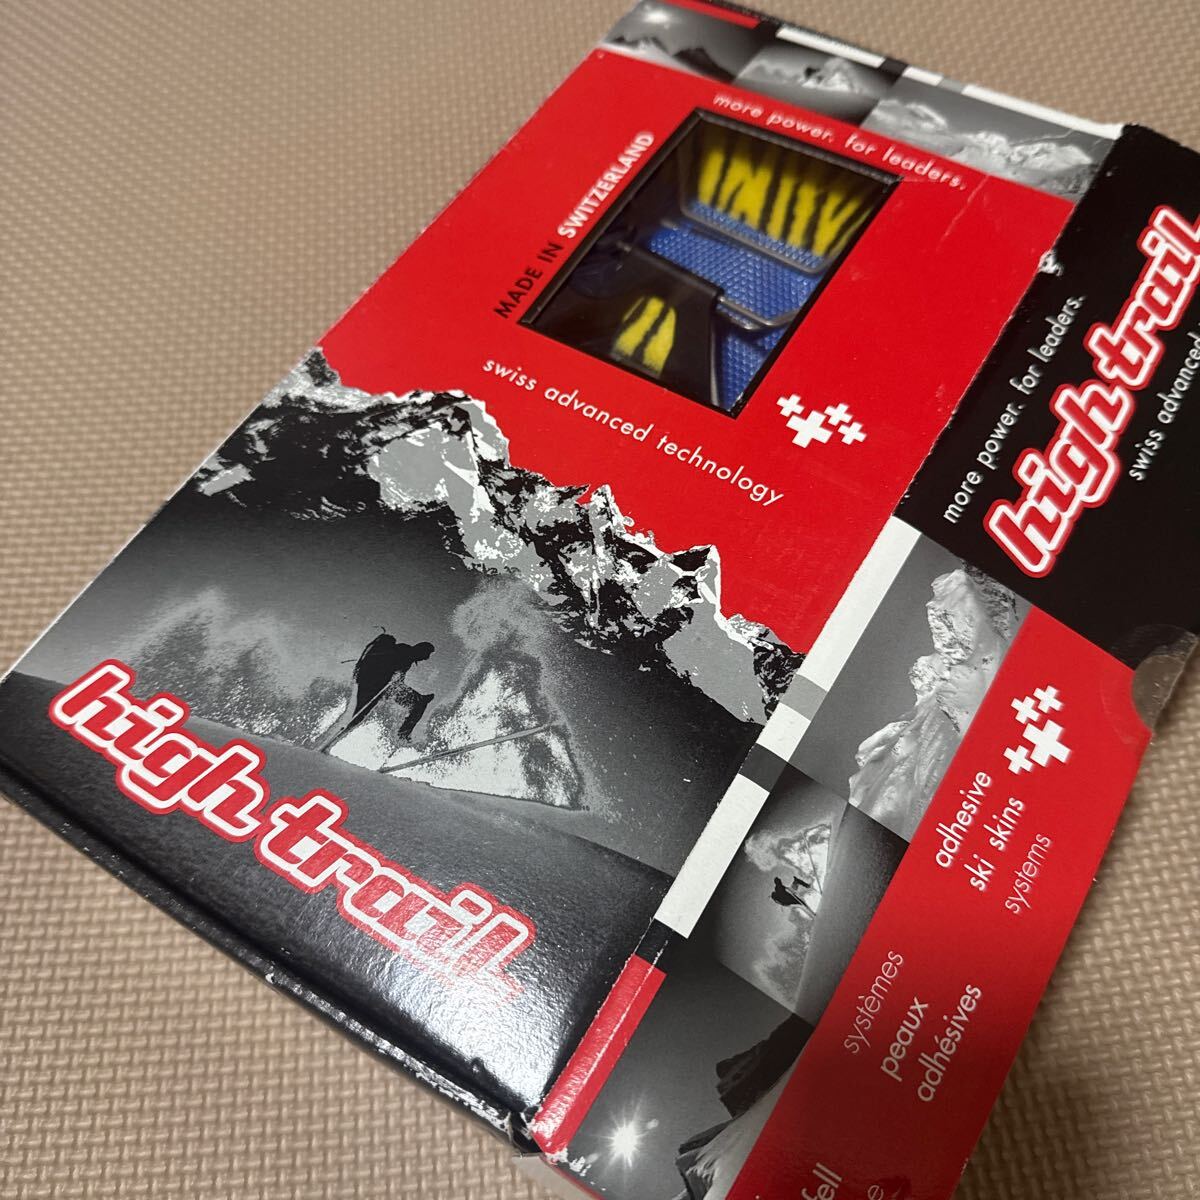 more power. for leaders.
MADE IN SWITZERLAND
swiss advanced technology
high trail
more power. for leaders.
high trail
swiss advanced
adhesive
ski skins
systems
systèmes
peaux
adhésives